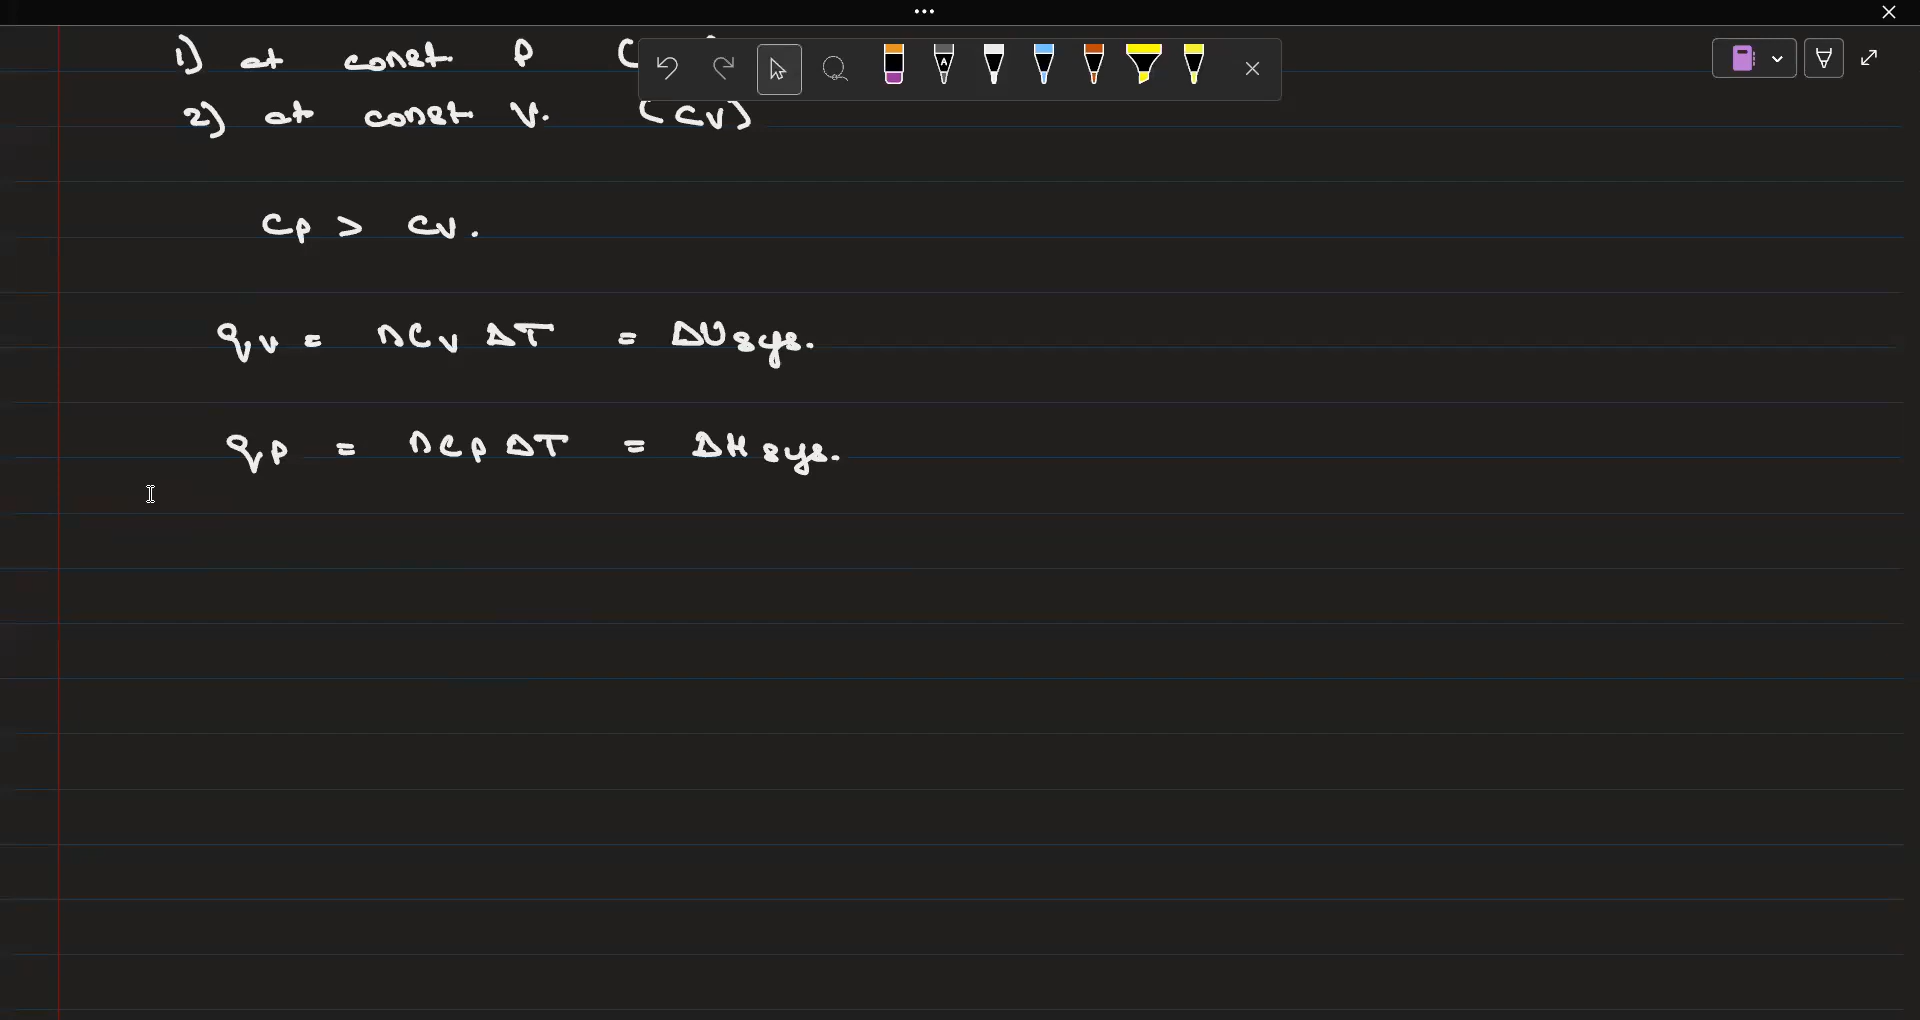 1) at const. P (
2) at const. V. (Cv)
Cp > Cv.
qv = nCv ΔT = ΔUsys.
qp = nCp ΔT = ΔHsys.